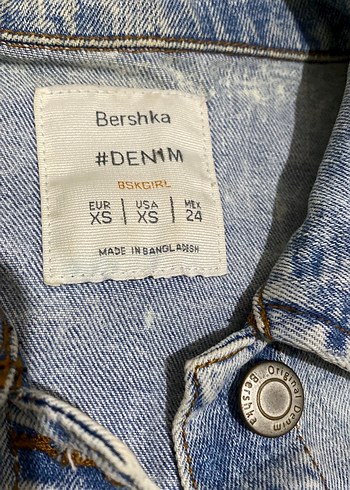 Bershka
#DENIM
BSKGIRL
EUR USA MEX
XS XS 24
MADE IN BANGLADESH
Original Denim
Bershka